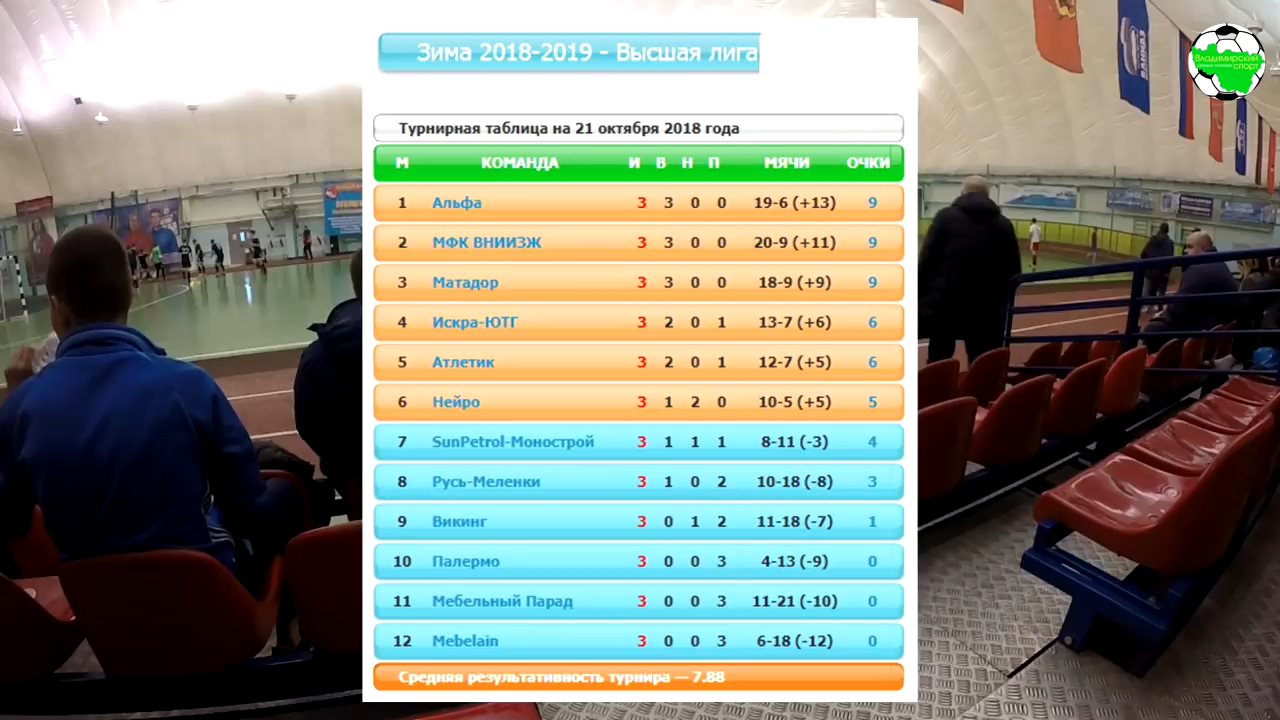 Зима 2018-2019 - Высшая лига
Владимирский
спорт
Турнирная таблица на 21 октября 2018 года
М КОМАНДА И В Н П МЯЧИ ОЧКИ
1 Альфа 3 3 0 0 19-6 (+13) 9
2 МФК ВНИИЗЖ 3 3 0 0 20-9 (+11) 9
3 Матадор 3 3 0 0 18-9 (+9) 9
4 Искра-ЮТГ 3 2 0 1 13-7 (+6) 6
5 Атлетик 3 2 0 1 12-7 (+5) 6
6 Нейро 3 1 2 0 10-5 (+5) 5
7 SunPetrol-Монострой 3 1 1 1 8-11 (-3) 4
8 Русь-Меленки 3 1 0 2 10-18 (-8) 3
9 Викинг 3 0 1 2 11-18 (-7) 1
10 Палермо 3 0 0 3 4-13 (-9) 0
11 Мебельный Парад 3 0 0 3 11-21 (-10) 0
12 Mebelain 3 0 0 3 6-18 (-12) 0
Средняя результативность турнира — 7.88